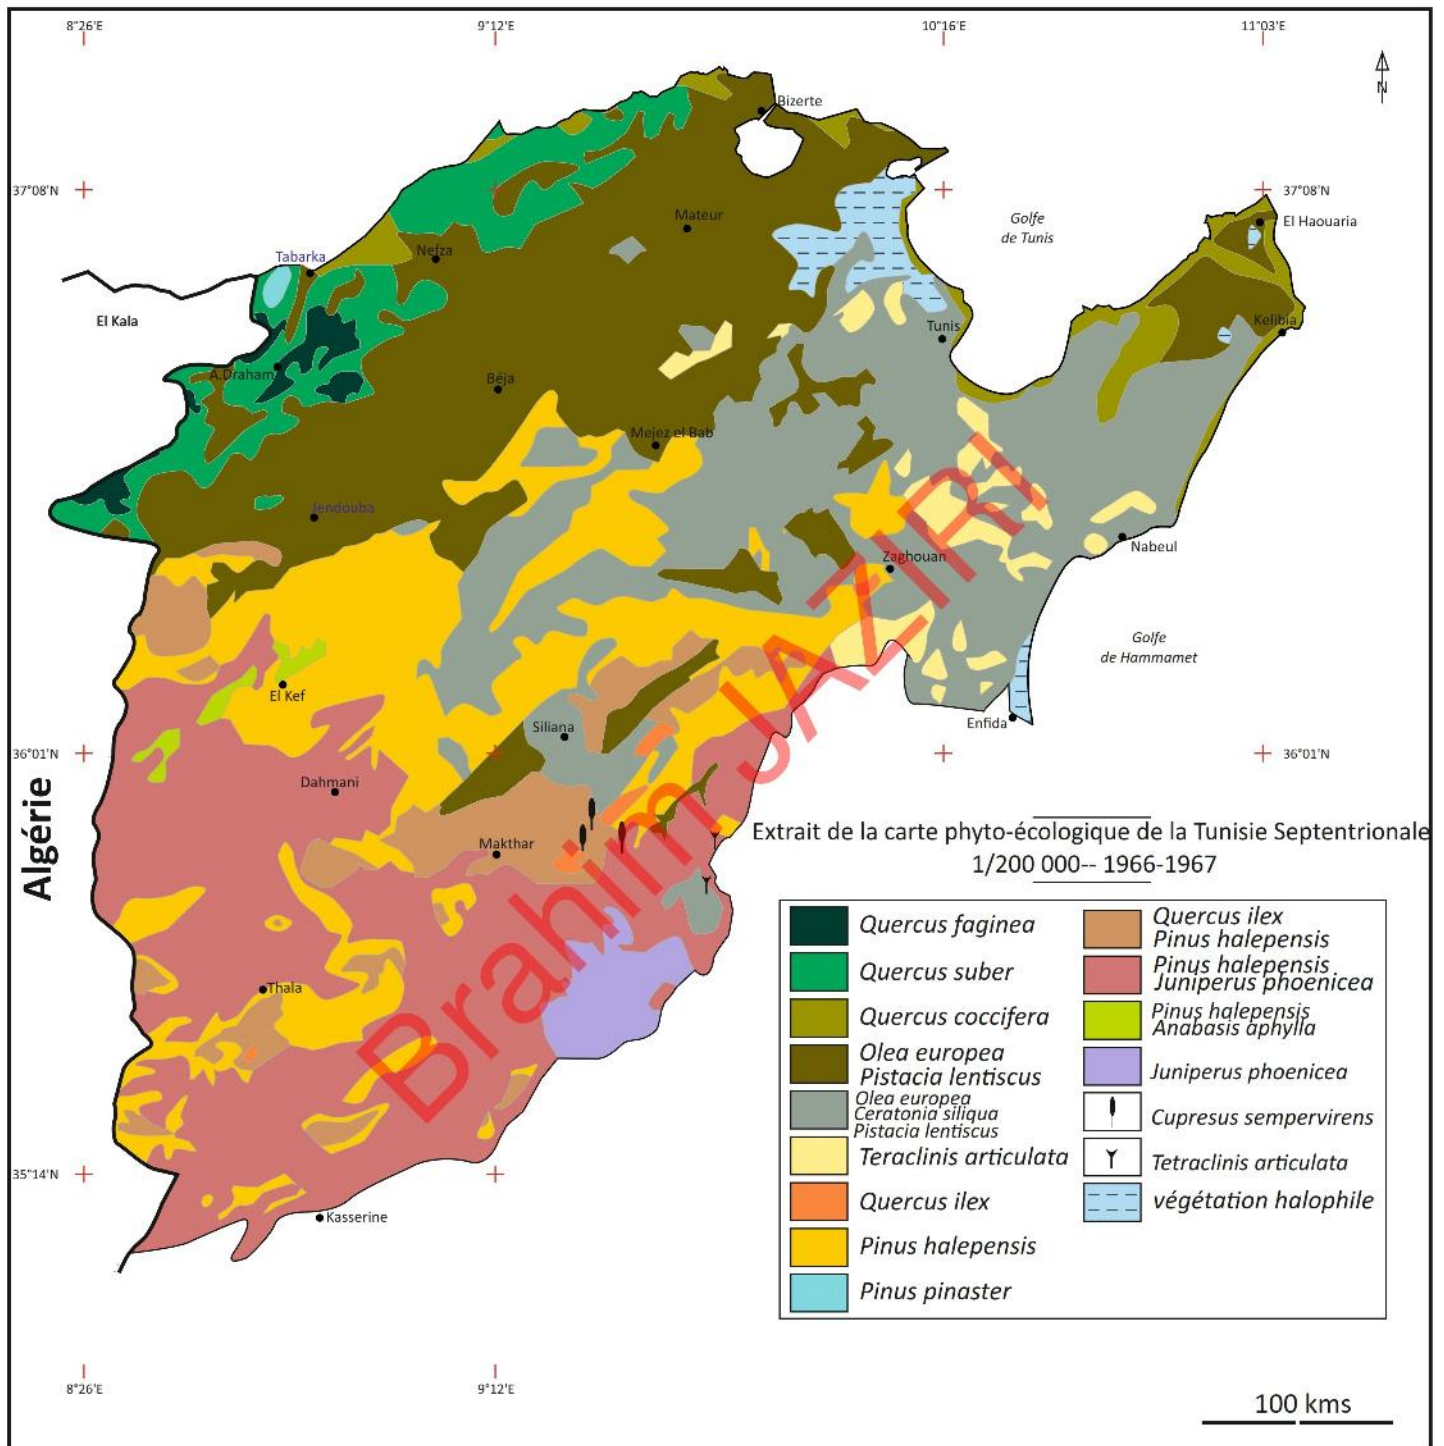 8°26'E
9°12'E
10°16'E
11°03'E
N
Bizerte
37°08'N
37°08'N
Golfe
de Tunis
El Haouaria
Mateur
Nefza
Tabarka
El Kala
Tunis
Kelibia
A.Draham
Béja
Mejez el Bab
Jendouba
Nabeul
Zaghouan
Golfe
de Hammamet
El Kef
Siliana
Enfida
36°01'N
36°01'N
Algérie
Dahmani
Makthar
Thala
Kasserine
35°14'N
Brahim JAZIRI
Extrait de la carte phyto-écologique de la Tunisie Septentrionale
1/200 000-- 1966-1967
Quercus faginea
Quercus suber
Quercus coccifera
Olea europea
Pistacia lentiscus
Olea europea
Ceratonia siliqua
Pistacia lentiscus
Teraclinis articulata
Quercus ilex
Pinus halepensis
Pinus pinaster
Quercus ilex
Pinus halepensis
Pinus halepensis
Juniperus phoenicea
Pinus halepensis
Anabasis aphylla
Juniperus phoenicea
Cupresus sempervirens
Tetraclinis articulata
végétation halophile
8°26'E
9°12'E
100 kms